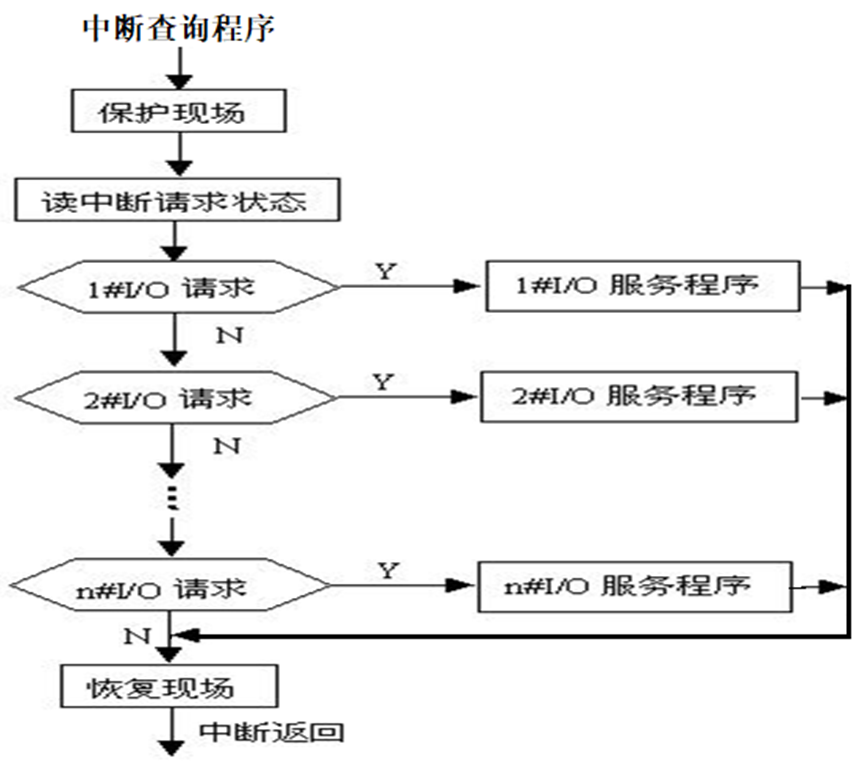 中断查询程序
保护现场
读中断请求状态
1#I/O 请求
Y
1#I/O 服务程序
N
2#I/O 请求
Y
2#I/O 服务程序
N
n#I/O 请求
Y
n#I/O 服务程序
N
恢复现场
中断返回